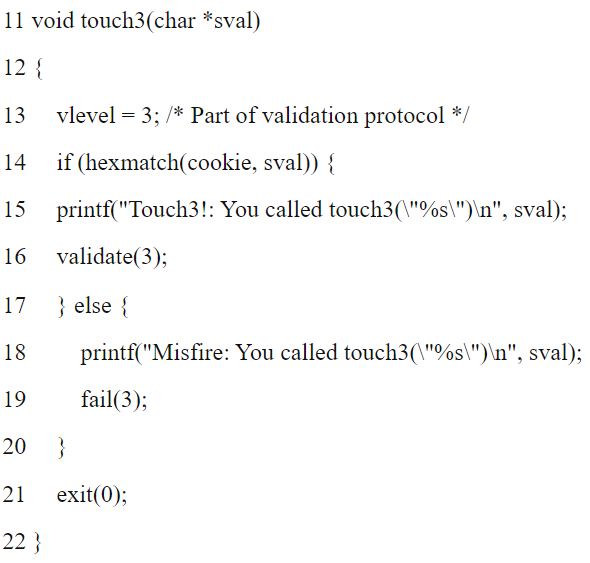 11 void touch3(char *sval)
12 {
13 vlevel = 3; /* Part of validation protocol */
14 if (hexmatch(cookie, sval)) {
15 printf("Touch3!: You called touch3(\"%s\")\n", sval);
16 validate(3);
17 } else {
18 printf("Misfire: You called touch3(\"%s\")\n", sval);
19 fail(3);
20 }
21 exit(0);
22 }